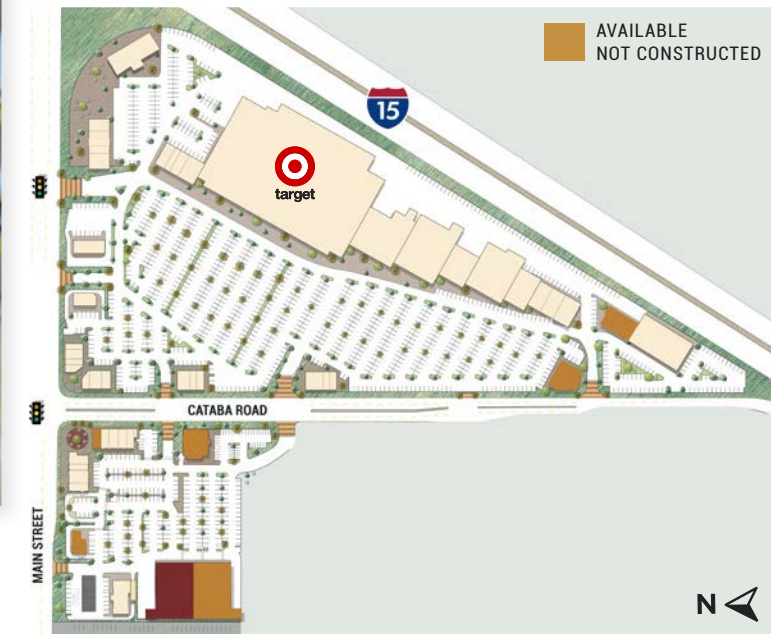 AVAILABLE
NOT CONSTRUCTED
15
target
CATABA ROAD
MAIN STREET
N